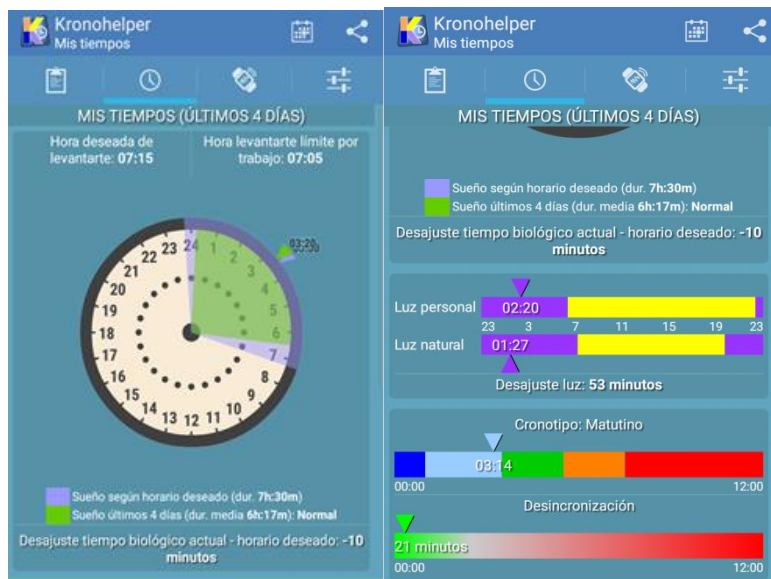 Kronohelper
Mis tiempos
MIS TIEMPOS (ÚLTIMOS 4 DÍAS)
Hora deseada de
levantarte: 07:15
Hora levantarte límite por
trabajo: 07:05
24
1
2
3
4
5
6
7
8
9
10
11
12
13
14
15
16
17
18
19
20
21
22
23
Sueño según horario deseado (dur. 7h:30m)
Sueño últimos 4 días (dur. media 6h:17m): Normal
Desajuste tiempo biológico actual - horario deseado: -10
minutos
Kronohelper
Mis tiempos
MIS TIEMPOS (ÚLTIMOS 4 DÍAS)
Sueño según horario deseado (dur. 7h:30m)
Sueño últimos 4 días (dur. media 6h:17m): Normal
Desajuste tiempo biológico actual - horario deseado: -10
minutos
Luz personal 02:20
23 3 7 11 15 19 23
Luz natural 01:27
Desajuste luz: 53 minutos
Cronotipo: Matutino
03:14
00:00 12:00
Desincronización
21 minutos
00:00 12:00